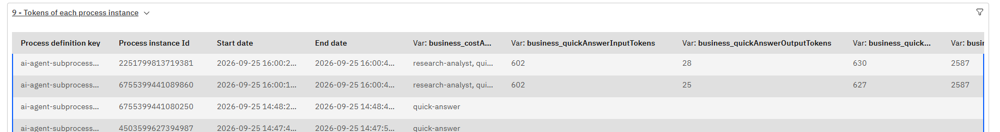 9 - Tokens of each process instance
Process definition key Process instance Id Start date End date Var: business_costA... Var: business_quickAnswerInputTokens Var: business_quickAnswerOutputTokens Var: business_quick... Var: busin
ai-agent-subprocess... 2251799813719381 2026-09-25 16:00:2... 2026-09-25 16:00:4... research-analyst, qui... 602 28 630 2587
ai-agent-subprocess... 6755399441089860 2026-09-25 16:00:1... 2026-09-25 16:00:4... research-analyst, qui... 602 25 627 2587
ai-agent-subprocess... 6755399441080250 2026-09-25 14:48:2... 2026-09-25 14:48:4... quick-answer
ai-agent-subprocess... 4503599627394987 2026-09-25 14:47:4... 2026-09-25 14:47:5... quick-answer